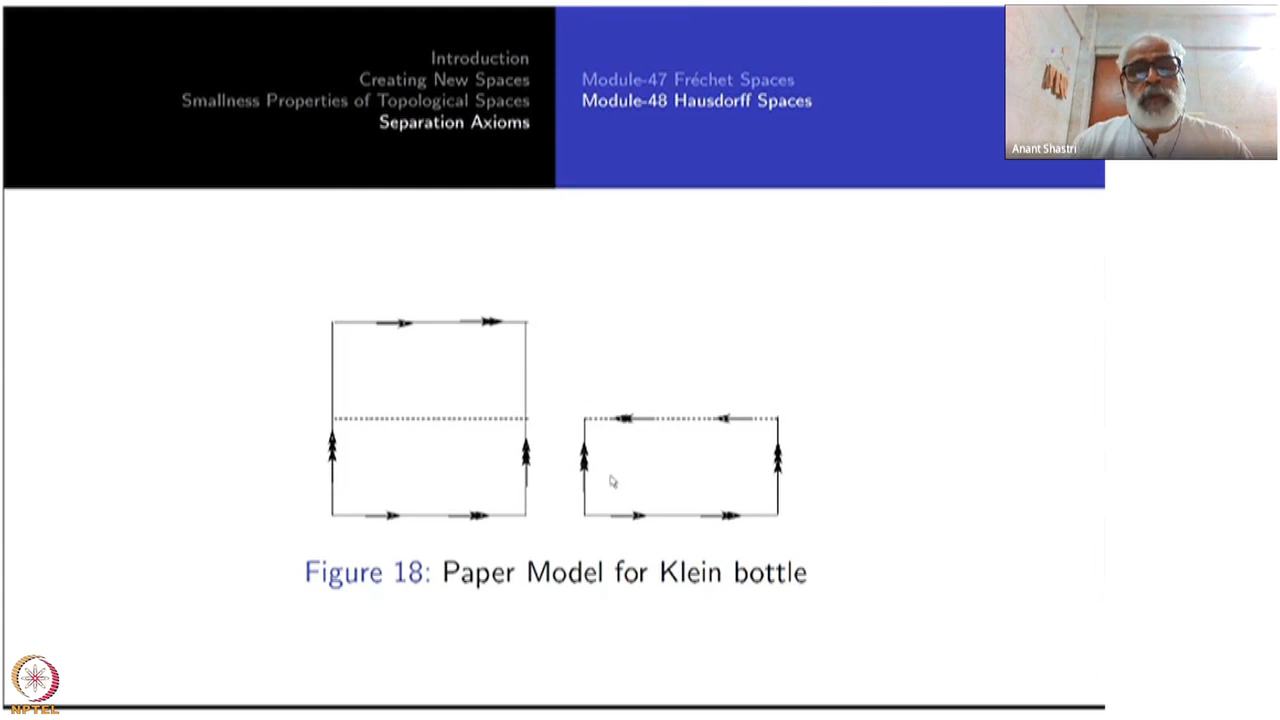 Introduction
Creating New Spaces
Smallness Properties of Topological Spaces
Separation Axioms
Module-47 Fréchet Spaces
Module-48 Hausdorff Spaces
Anant Shastri
Figure 18: Paper Model for Klein bottle
NPTEL